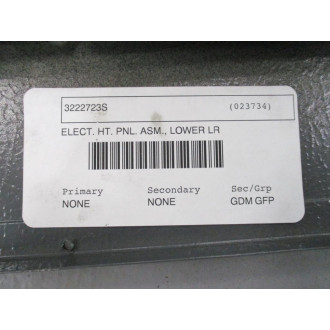 3222723S (023734)
ELECT. HT. PNL. ASM., LOWER LR
Primary Secondary Sec/Grp
NONE NONE GDM GFP